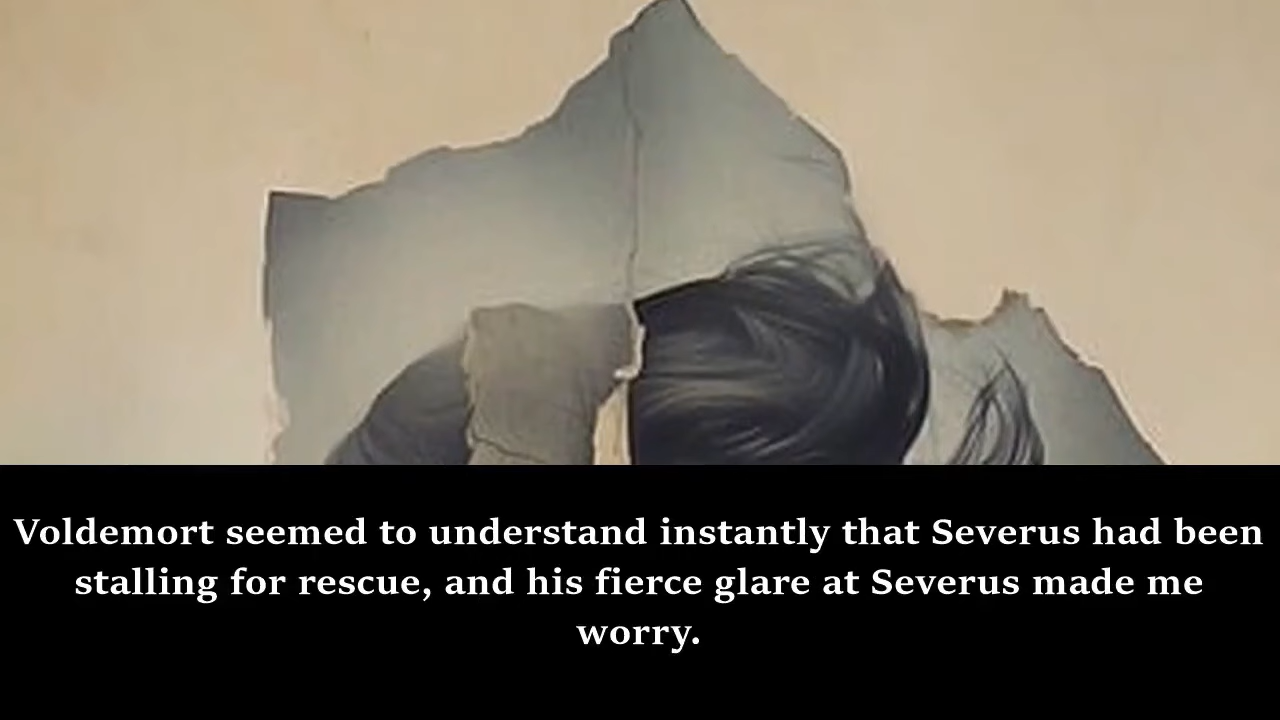 Voldemort seemed to understand instantly that Severus had been
stalling for rescue, and his fierce glare at Severus made me
worry.